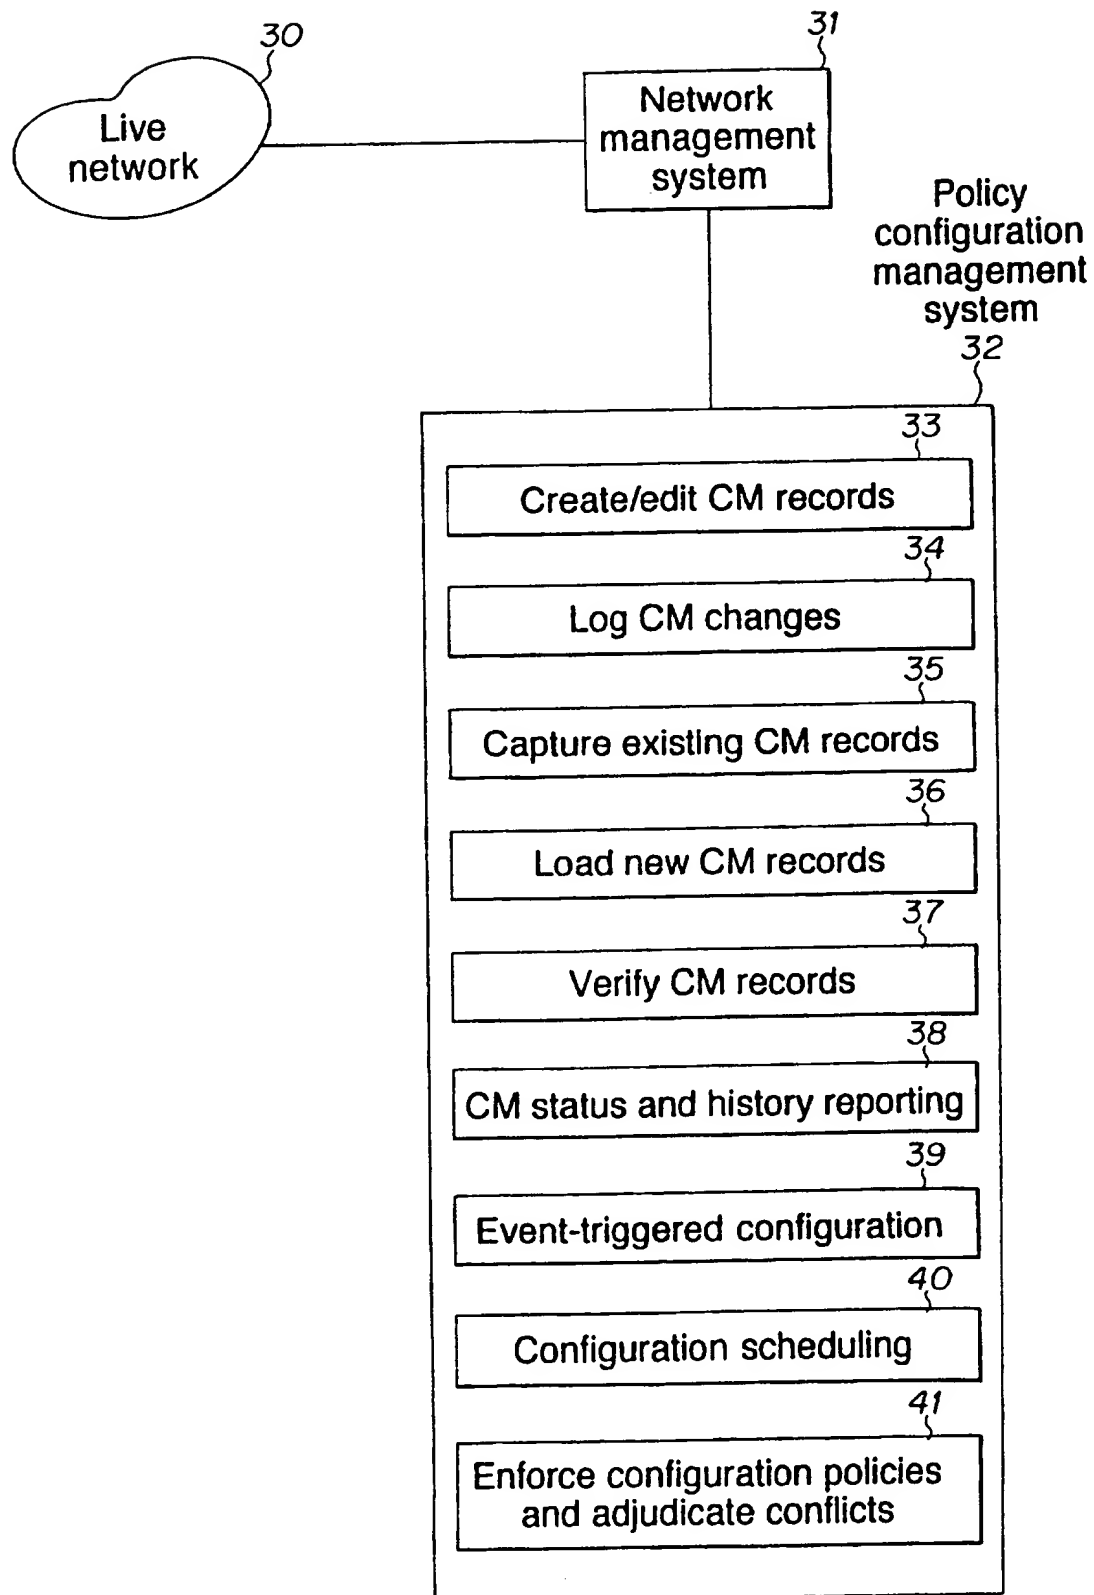 30
31
Live
network
Network
management
system
Policy
configuration
management
system
32
33
Create/edit CM records
34
Log CM changes
35
Capture existing CM records
36
Load new CM records
37
Verify CM records
38
CM status and history reporting
39
Event-triggered configuration
40
Configuration scheduling
41
Enforce configuration policies
and adjudicate conflicts